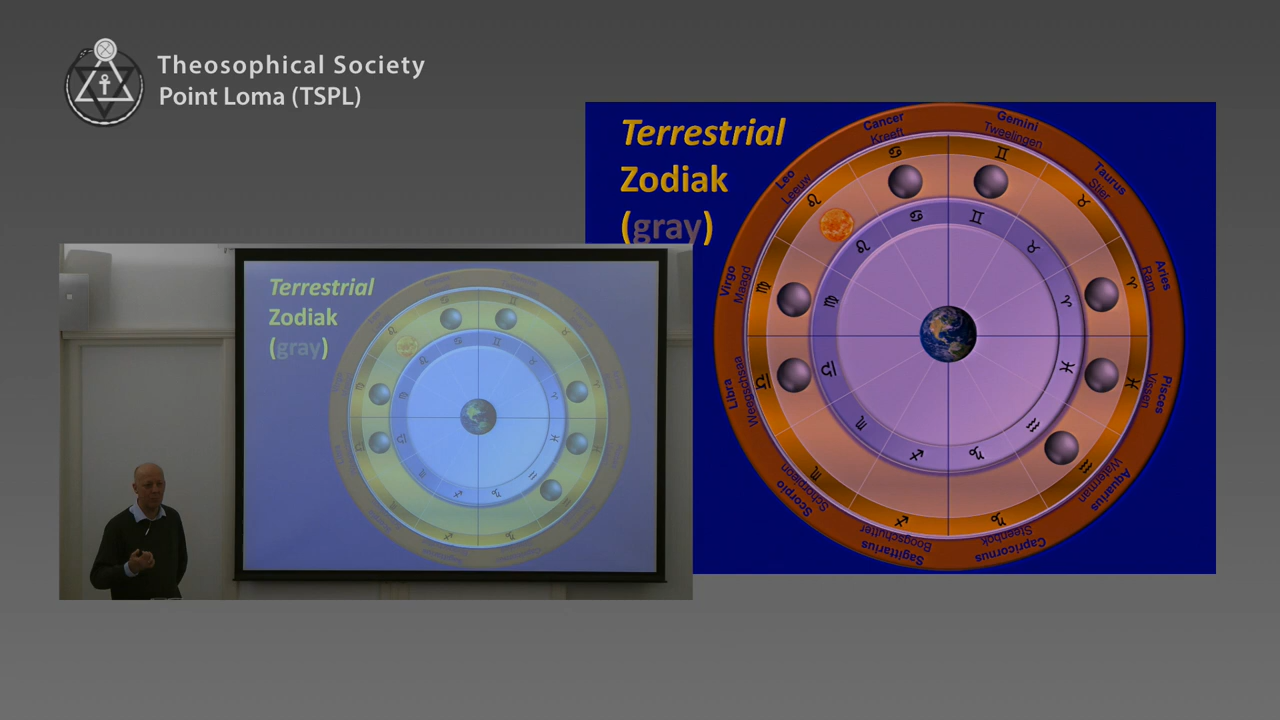 Theosophical Society
Point Loma (TSPL)
Terrestrial
Zodiak
(gray)
Cancer
Kreeft
Gemini
Tweelingen
Taurus
Stier
Aries
Ram
Pisces
Vissen
Aquarius
Waterman
Capricornus
Steenbok
Sagittarius
Boogschutter
Scorpio
Schorpioen
Libra
Weegschaal
Virgo
Maagd
Leo
Leeuw
Terrestrial
Zodiak
(gray)